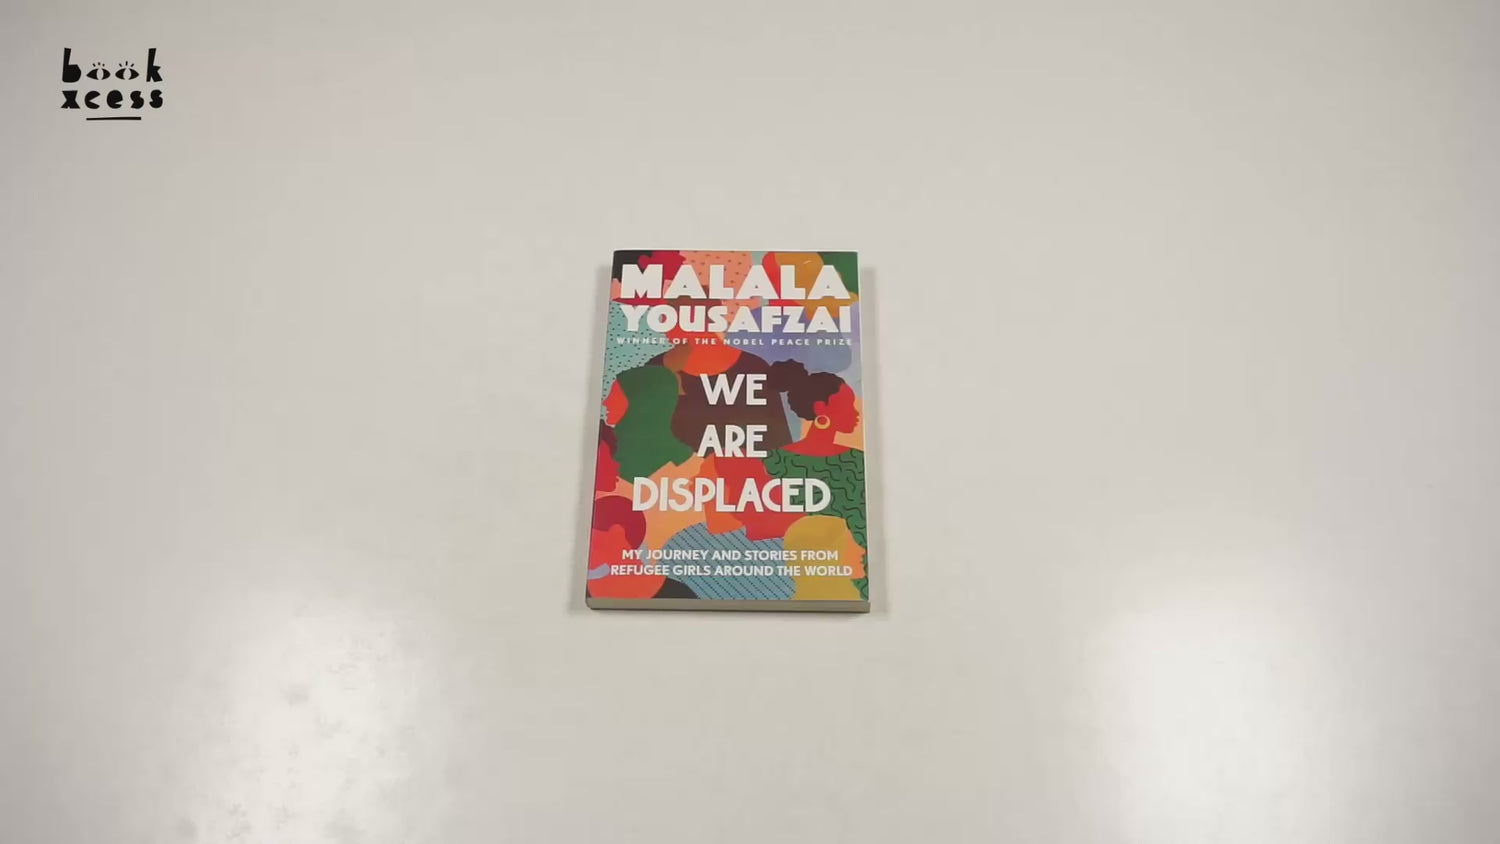 book
xcess
MALALA
YOUSAFZAI
WINNER OF THE NOBEL PEACE PRIZE
WE
ARE
DISPLACED
MY JOURNEY AND STORIES FROM
REFUGEE GIRLS AROUND THE WORLD